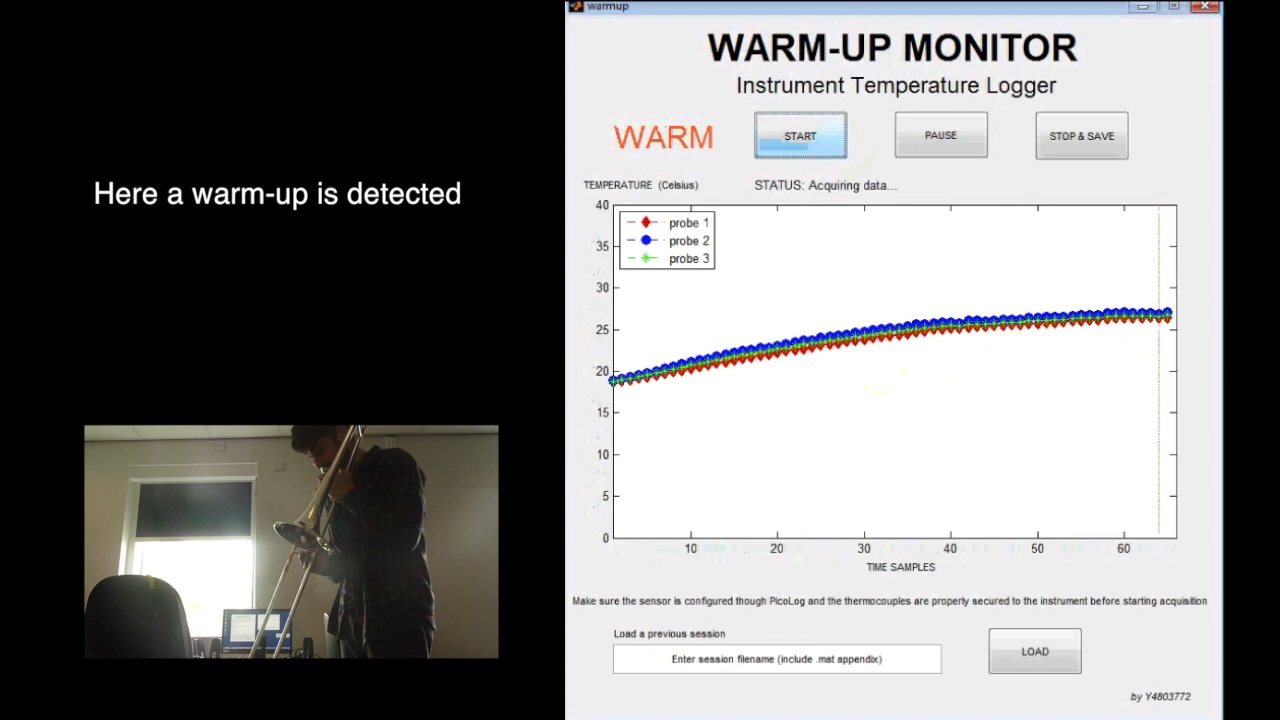 Here a warm-up is detected
warmup
WARM-UP MONITOR
Instrument Temperature Logger
WARM
START
PAUSE
STOP & SAVE
TEMPERATURE (Celsius)
STATUS: Acquiring data...
40
35
30
25
20
15
10
5
0
probe 1
probe 2
probe 3
10 20 30 40 50 60
TIME SAMPLES
Make sure the sensor is configured though PicoLog and the thermocouples are properly secured to the instrument before starting acquisition
Load a previous session
Enter session filename (include .mat appendix)
LOAD
by Y4803772